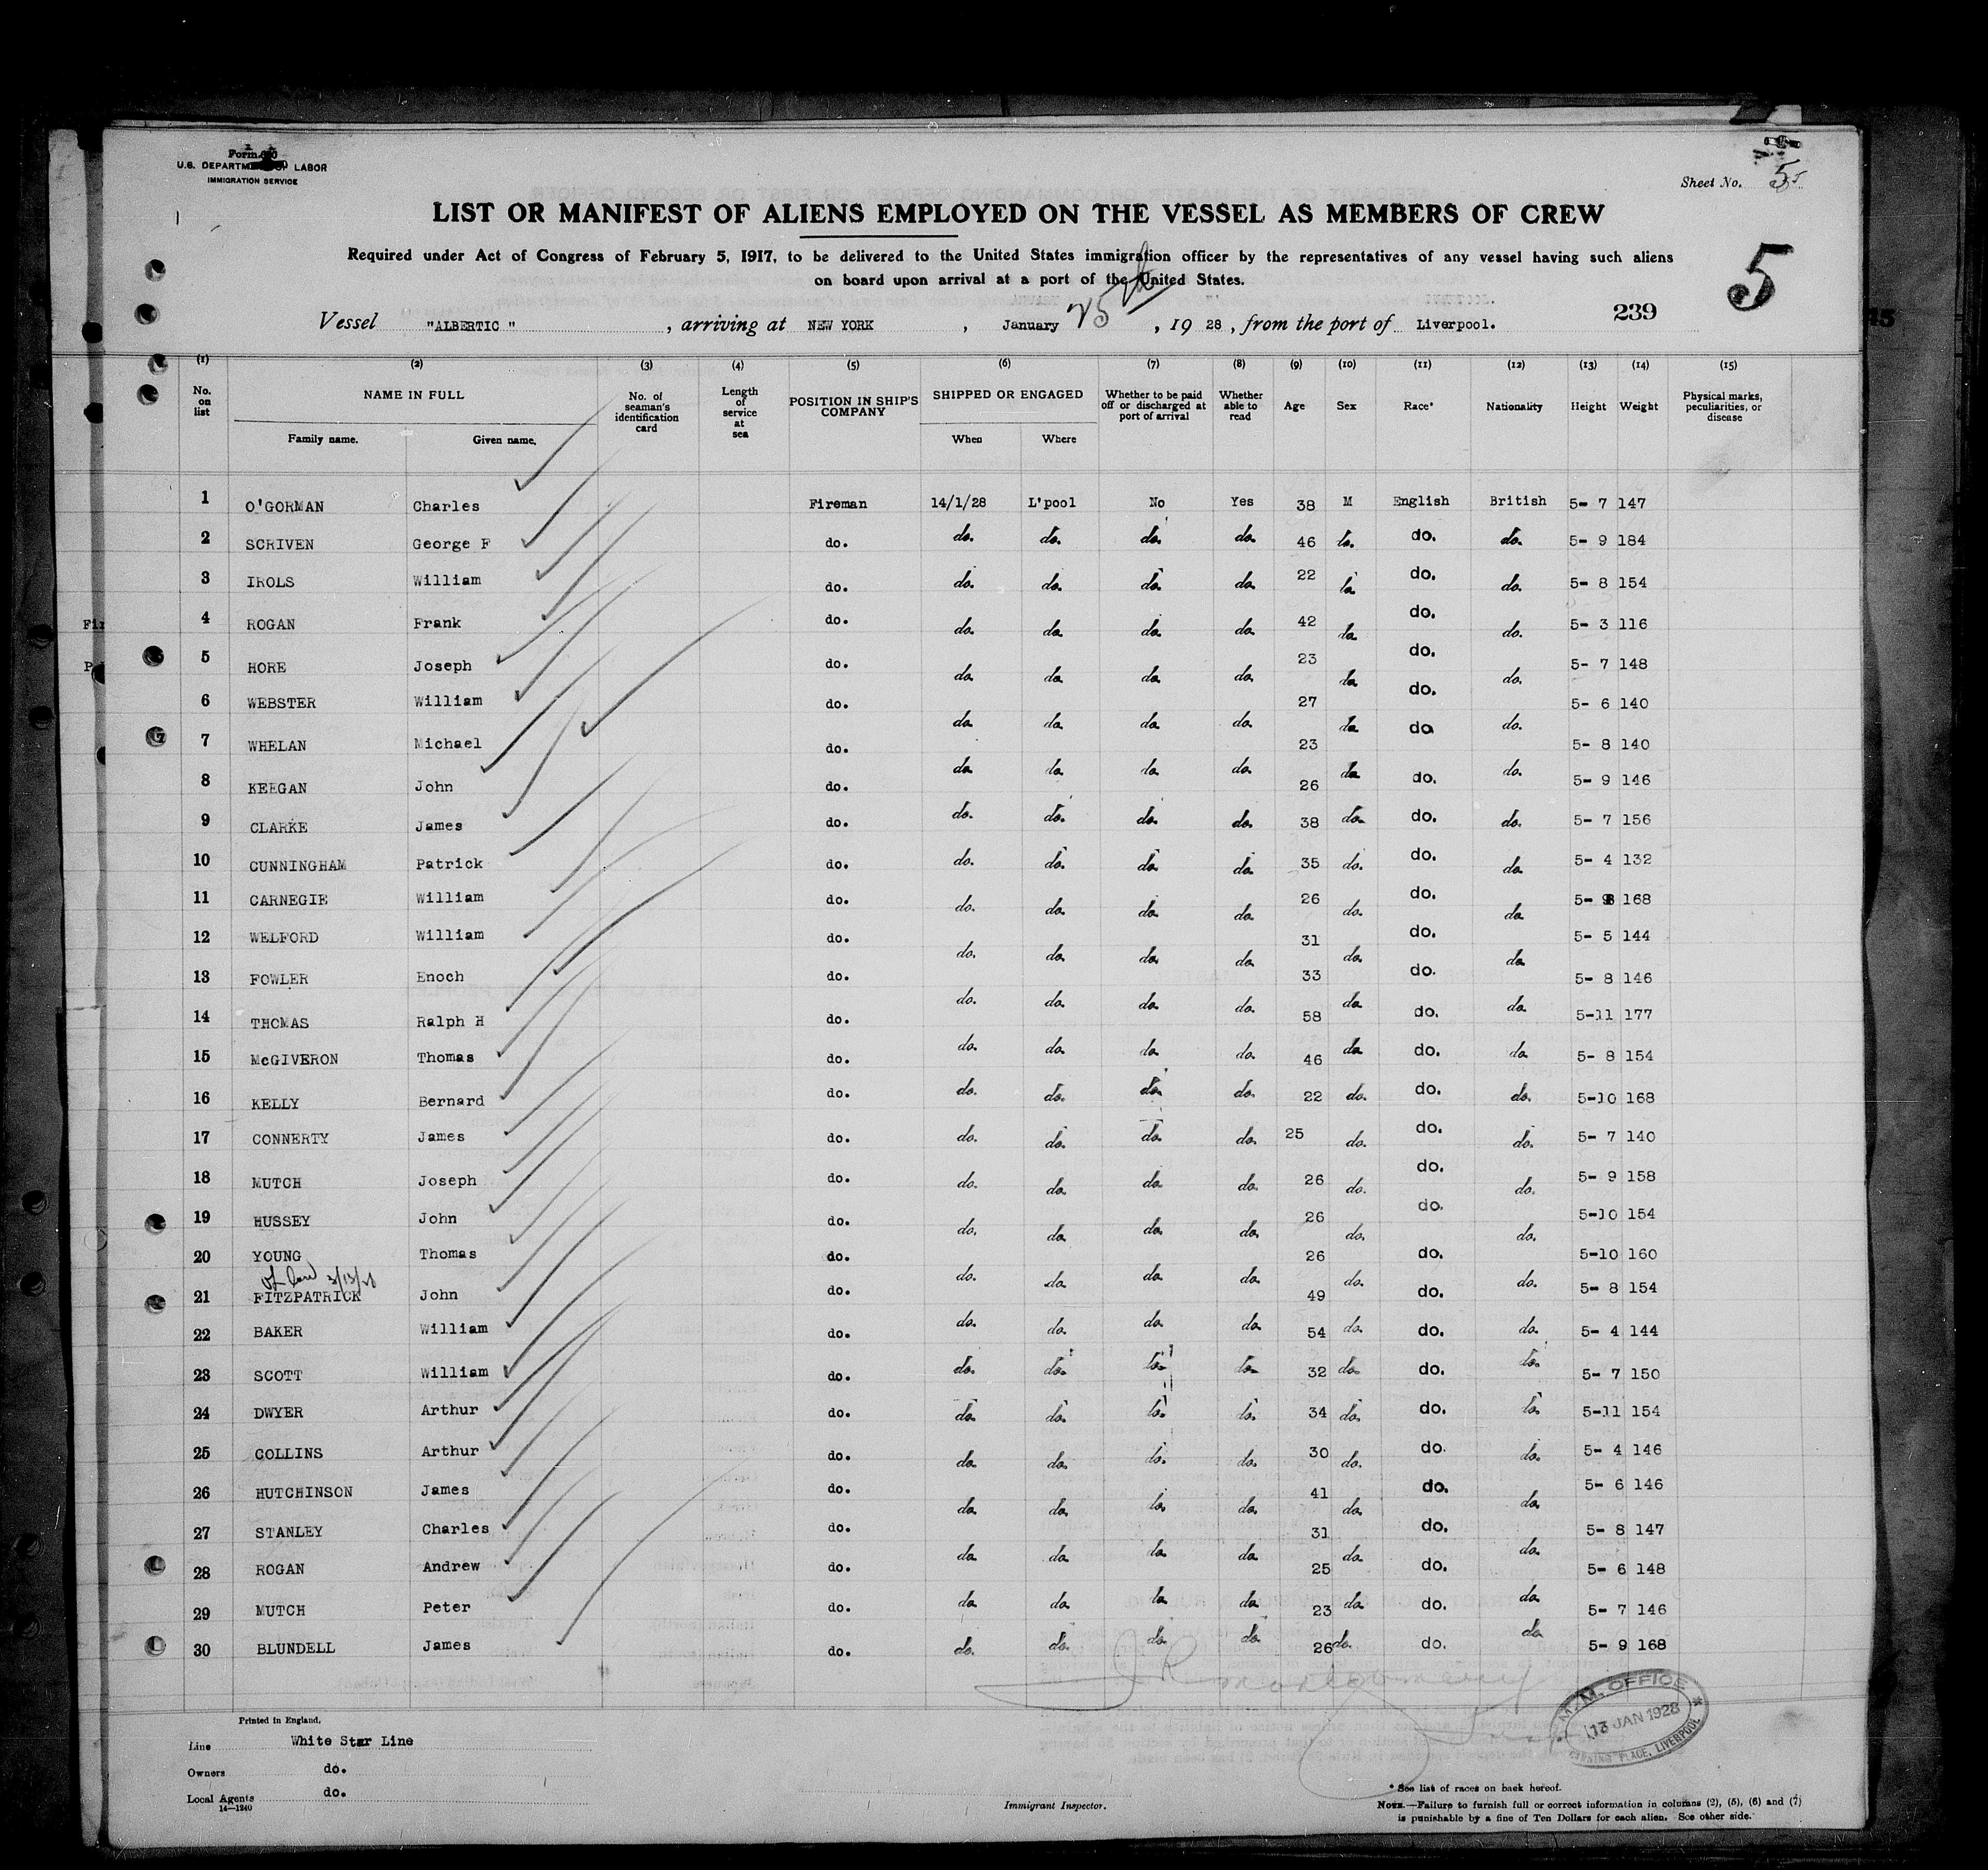 Form 680
U.S. DEPARTMENT OF LABOR
IMMIGRATION SERVICE
Sheet No. 5
LIST OR MANIFEST OF ALIENS EMPLOYED ON THE VESSEL AS MEMBERS OF CREW
Required under Act of Congress of February 5, 1917, to be delivered to the United States immigration officer by the representatives of any vessel having such aliens
on board upon arrival at a port of the United States.
5
Vessel "ALBERTIC" , arriving at NEW YORK , January 25th , 19 28 , from the port of Liverpool. 239
(1) (2) (3) (4) (5) (6) (7) (8) (9) (10) (11) (12) (13) (14) (15)
No. on list NAME IN FULL Family name. Given name. No. of seaman's identification card Length of service at sea POSITION IN SHIP'S COMPANY SHIPPED OR ENGAGED When Where Whether to be paid off or discharged at port of arrival Whether able to read Age Sex Race* Nationality Height Weight Physical marks, peculiarities, or disease
1 O'GORMAN Charles Fireman 14/1/28 L'pool No Yes 38 M English British 5- 7 147
2 SCRIVEN George F do. do. do. do. do. 46 do. do. do. 5- 9 184
3 IROLS William do. do. do. do. do. 22 do. do. do. 5- 8 154
4 ROGAN Frank do. do. do. do. do. 42 do. do. do. 5- 3 116
5 HORE Joseph do. do. do. do. do. 23 do. do. do. 5- 7 148
6 WEBSTER William do. do. do. do. do. 27 do. do. do. 5- 6 140
7 WHELAN Michael do. do. do. do. do. 23 do. do. do. 5- 8 140
8 KEEGAN John do. do. do. do. do. 26 do. do. do. 5- 9 146
9 CLARKE James do. do. do. do. do. 38 do. do. do. 5- 7 156
10 CUNNINGHAM Patrick do. do. do. do. do. 35 do. do. do. 5- 4 132
11 CARNEGIE William do. do. do. do. do. 26 do. do. do. 5- 168
12 WELFORD William do. do. do. do. do. 31 do. do. do. 5- 5 144
13 FOWLER Enoch do. do. do. do. do. 33 do. do. do. 5- 8 146
14 THOMAS Ralph H do. do. do. do. do. 58 do. do. do. 5-11 177
15 McGIVERON Thomas do. do. do. do. do. 46 do. do. do. 5- 8 154
16 KELLY Bernard do. do. do. do. do. 22 do. do. do. 5-10 168
17 CONNERTY James do. do. do. do. do. 25 do. do. do. 5- 7 140
18 MUTCH Joseph do. do. do. do. do. 26 do. do. do. 5- 9 158
19 HUSSEY John do. do. do. do. do. 26 do. do. do. 5-10 154
20 YOUNG Thomas do. do. do. do. do. 26 do. do. do. 5-10 160
21 FITZPATRICK John do. do. do. do. do. 49 do. do. do. 5- 8 154
22 BAKER William do. do. do. do. do. 54 do. do. do. 5- 4 144
23 SCOTT William do. do. do. do. do. 32 do. do. do. 5- 7 150
24 DWYER Arthur do. do. do. do. do. 34 do. do. do. 5-11 154
25 COLLINS Arthur do. do. do. do. do. 30 do. do. do. 5- 4 146
26 HUTCHINSON James do. do. do. do. do. 41 do. do. do. 5- 6 146
27 STANLEY Charles do. do. do. do. do. 31 do. do. do. 5- 8 147
28 ROGAN Andrew do. do. do. do. do. 25 do. do. do. 5- 6 148
29 MUTCH Peter do. do. do. do. do. 23 do. do. do. 5- 7 146
30 BLUNDELL James do. do. do. do. do. 26 do. do. do. 5- 9 168
J R Montgomery
M.M. OFFICE
13 JAN 1928
CANNING PLACE, LIVERPOOL
Printed in England.
Line White Star Line
Owners do.
Local Agents do.
14—1240
Immigrant Inspector.
* See list of races on back hereof.
NOTE.—Failure to furnish full or correct information in columns (2), (5), (6) and (7)
is punishable by a fine of Ten Dollars for each alien. See other side.